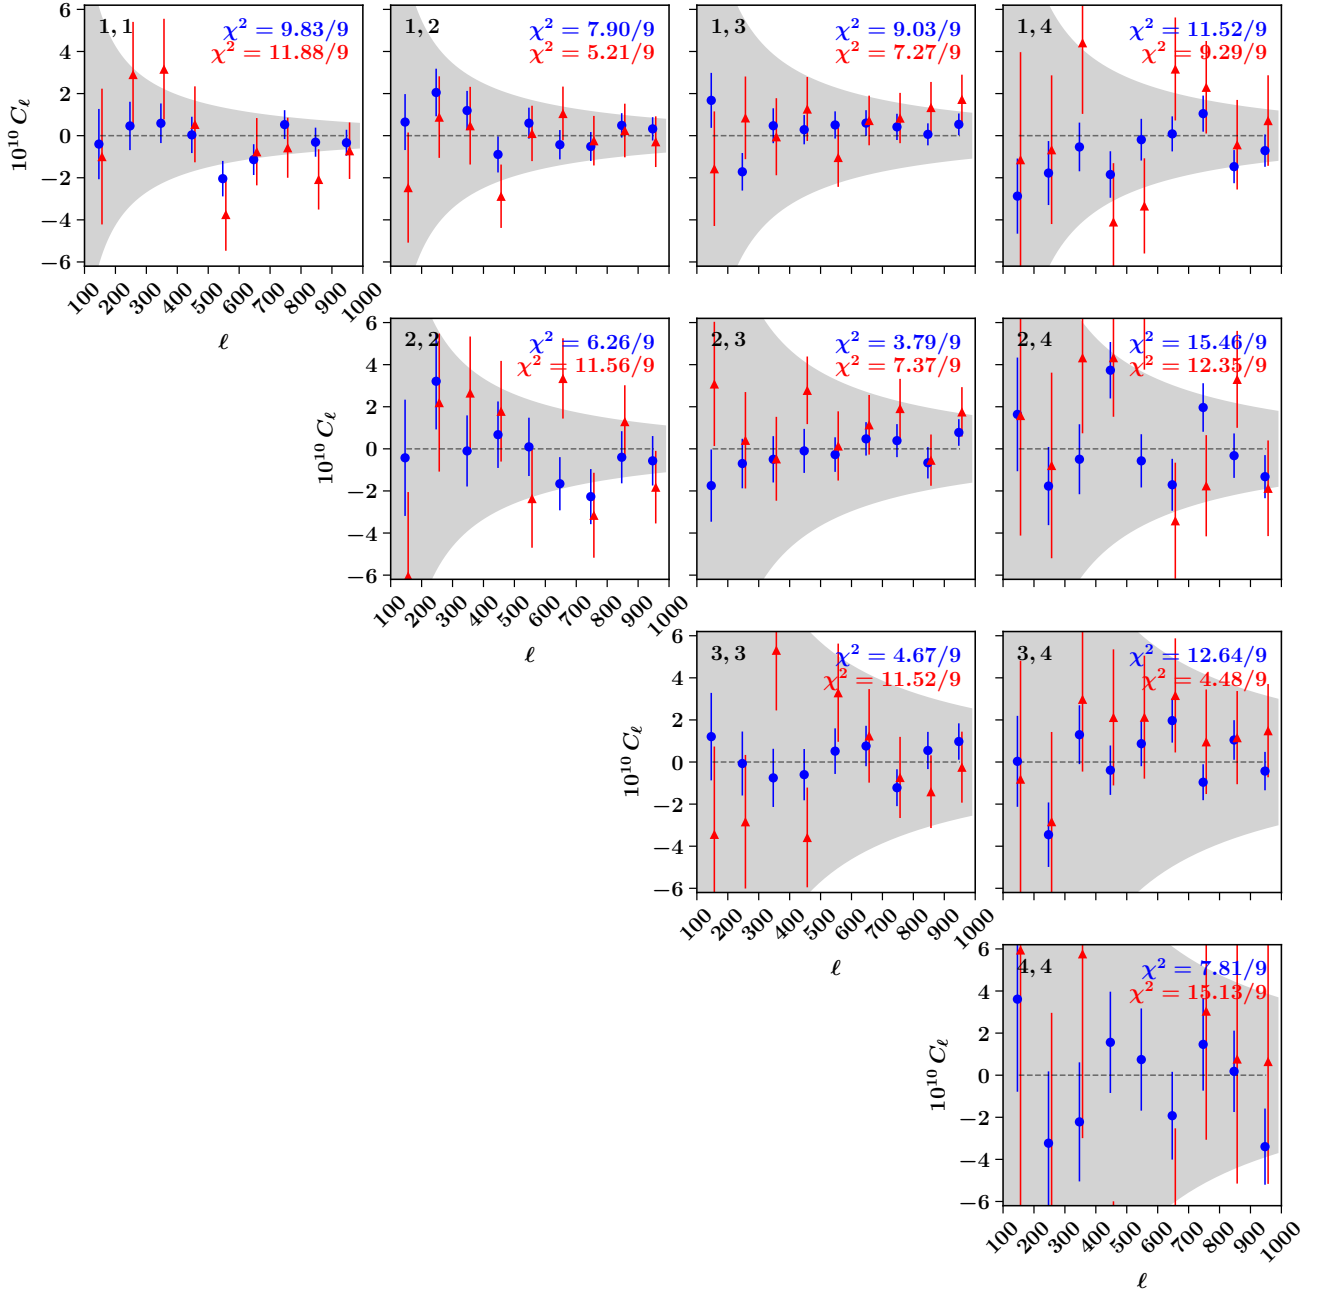 1, 1
χ² = 9.83/9
χ² = 11.88/9
1, 2
χ² = 7.90/9
χ² = 5.21/9
1, 3
χ² = 9.03/9
χ² = 7.27/9
1, 4
χ² = 11.52/9
χ² = 9.29/9
10¹⁰ Cℓ
6
4
2
0
−2
−4
−6
100 200 300 400 500 600 700 800 900 1000
ℓ
2, 2
χ² = 6.26/9
χ² = 11.56/9
2, 3
χ² = 3.79/9
χ² = 7.37/9
2, 4
χ² = 15.46/9
χ² = 12.35/9
10¹⁰ Cℓ
6
4
2
0
−2
−4
−6
100 200 300 400 500 600 700 800 900 1000
ℓ
3, 3
χ² = 4.67/9
χ² = 11.52/9
3, 4
χ² = 12.64/9
χ² = 4.48/9
10¹⁰ Cℓ
6
4
2
0
−2
−4
−6
100 200 300 400 500 600 700 800 900 1000
ℓ
4, 4
χ² = 7.81/9
χ² = 15.13/9
10¹⁰ Cℓ
6
4
2
0
−2
−4
−6
100 200 300 400 500 600 700 800 900 1000
ℓ